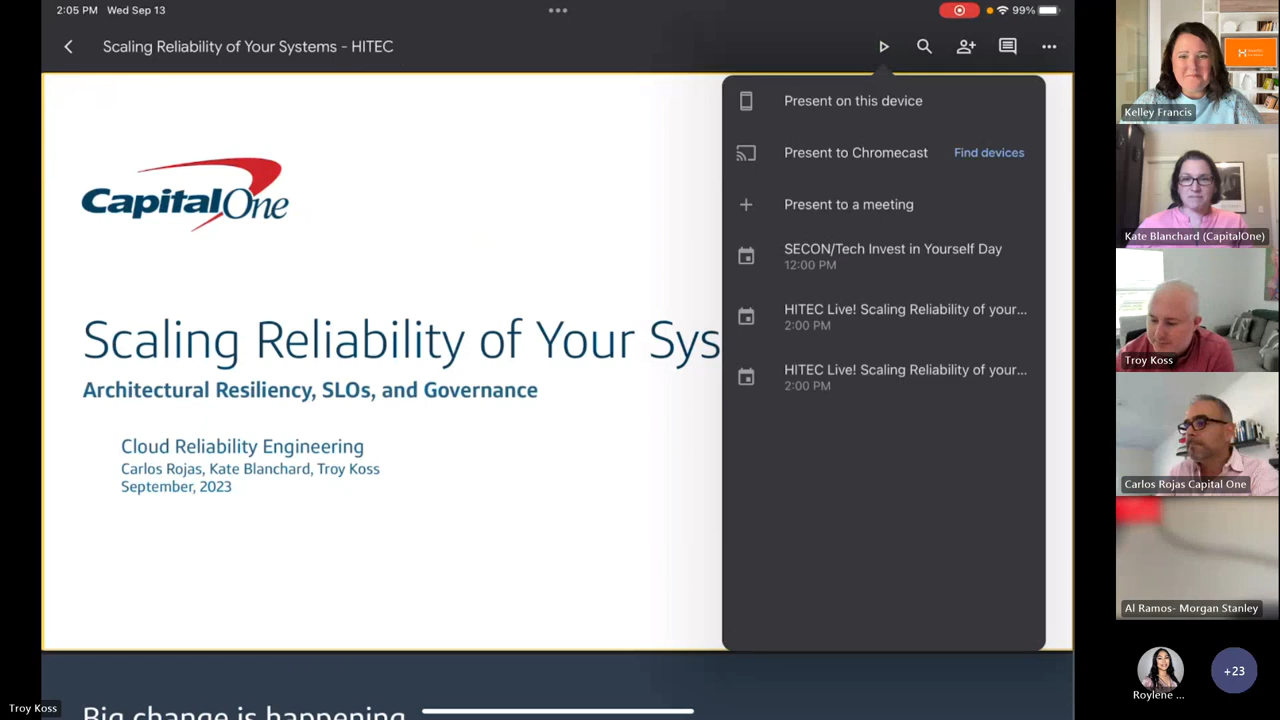 2:05 PM Wed Sep 13
99%
Scaling Reliability of Your Systems - HITEC
CapitalOne
Scaling Reliability of Your Sys
Architectural Resiliency, SLOs, and Governance
Cloud Reliability Engineering
Carlos Rojas, Kate Blanchard, Troy Koss
September, 2023
Big change is happening
Present on this device
Present to Chromecast Find devices
Present to a meeting
SECON/Tech Invest in Yourself Day
12:00 PM
HITEC Live! Scaling Reliability of your...
2:00 PM
HITEC Live! Scaling Reliability of your...
2:00 PM
Troy Koss
Kelley Francis
Kate Blanchard (CapitalOne)
Troy Koss
Carlos Rojas Capital One
Al Ramos- Morgan Stanley
Roylene ...
+23